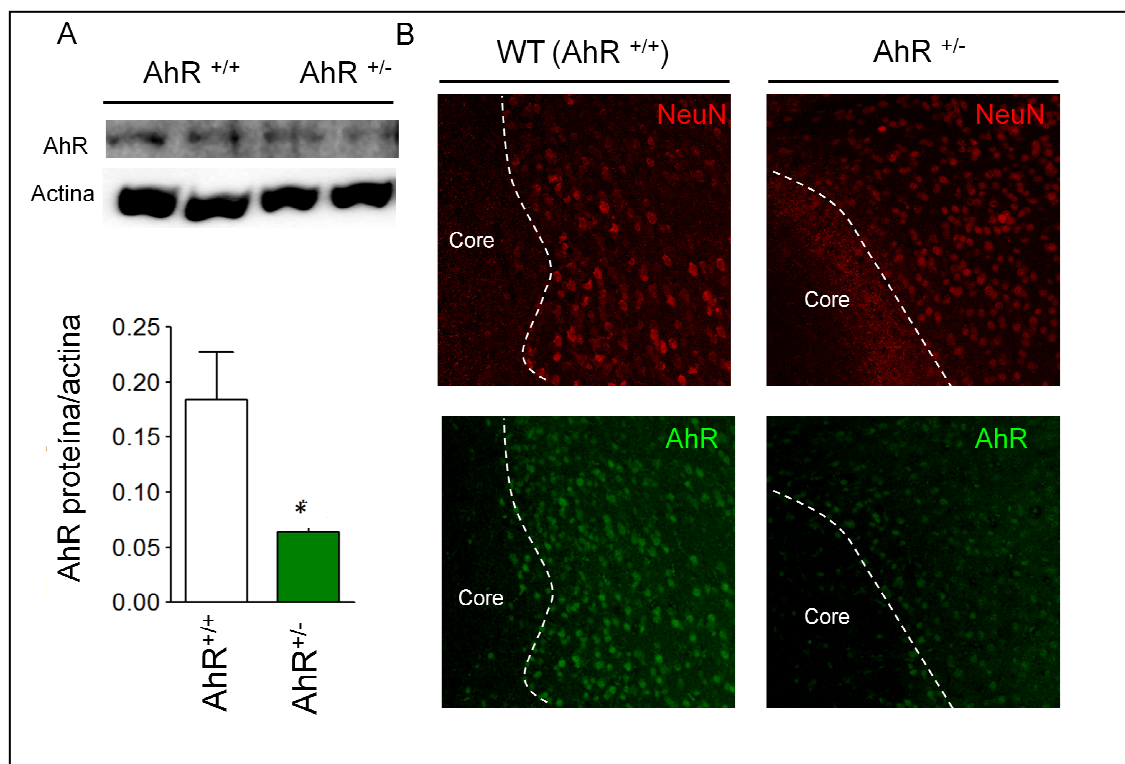 A
AhR +/+ AhR +/-
AhR
Actina
AhR proteína/actina
0.25
0.20
0.15
0.10
0.05
0.00
*
AhR+/+
AhR+/-
B
WT (AhR +/+) AhR +/-
NeuN
Core
NeuN
Core
AhR
Core
AhR
Core